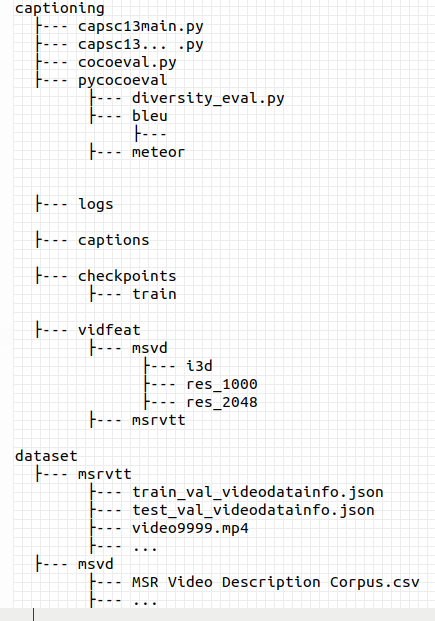 captioning
├--- capsc13main.py
├--- capsc13... .py
├--- cocoeval.py
├--- pycocoeval
├--- diversity_eval.py
├--- bleu
├---
├--- meteor
├--- logs
├--- captions
├--- checkpoints
├--- train
├--- vidfeat
├--- msvd
├--- i3d
├--- res_1000
├--- res_2048
├--- msrvtt
dataset
├--- msrvtt
├--- train_val_videodatainfo.json
├--- test_val_videodatainfo.json
├--- video9999.mp4
├--- ...
├--- msvd
├--- MSR Video Description Corpus.csv
├--- ...